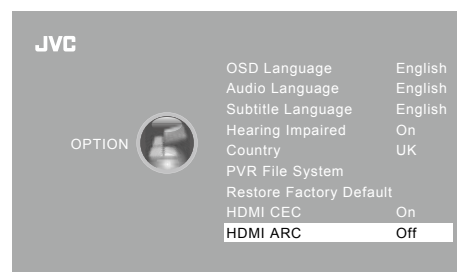 JVC
OPTION
OSD Language English
Audio Language English
Subtitle Language English
Hearing Impaired On
Country UK
PVR File System
Restore Factory Default
HDMI CEC On
HDMI ARC Off